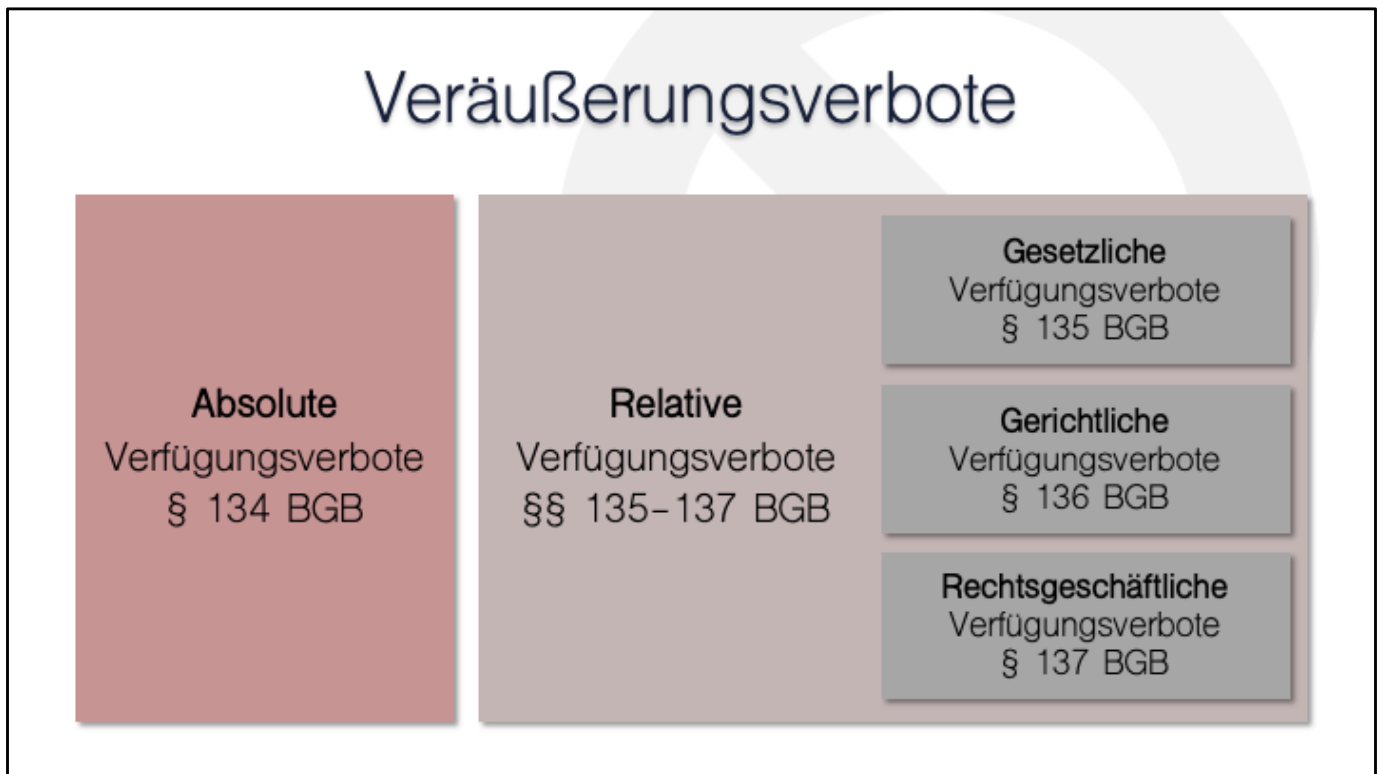 Veräußerungsverbote
Absolute
Verfügungsverbote
§ 134 BGB
Relative
Verfügungsverbote
§§ 135–137 BGB
Gesetzliche
Verfügungsverbote
§ 135 BGB
Gerichtliche
Verfügungsverbote
§ 136 BGB
Rechtsgeschäftliche
Verfügungsverbote
§ 137 BGB